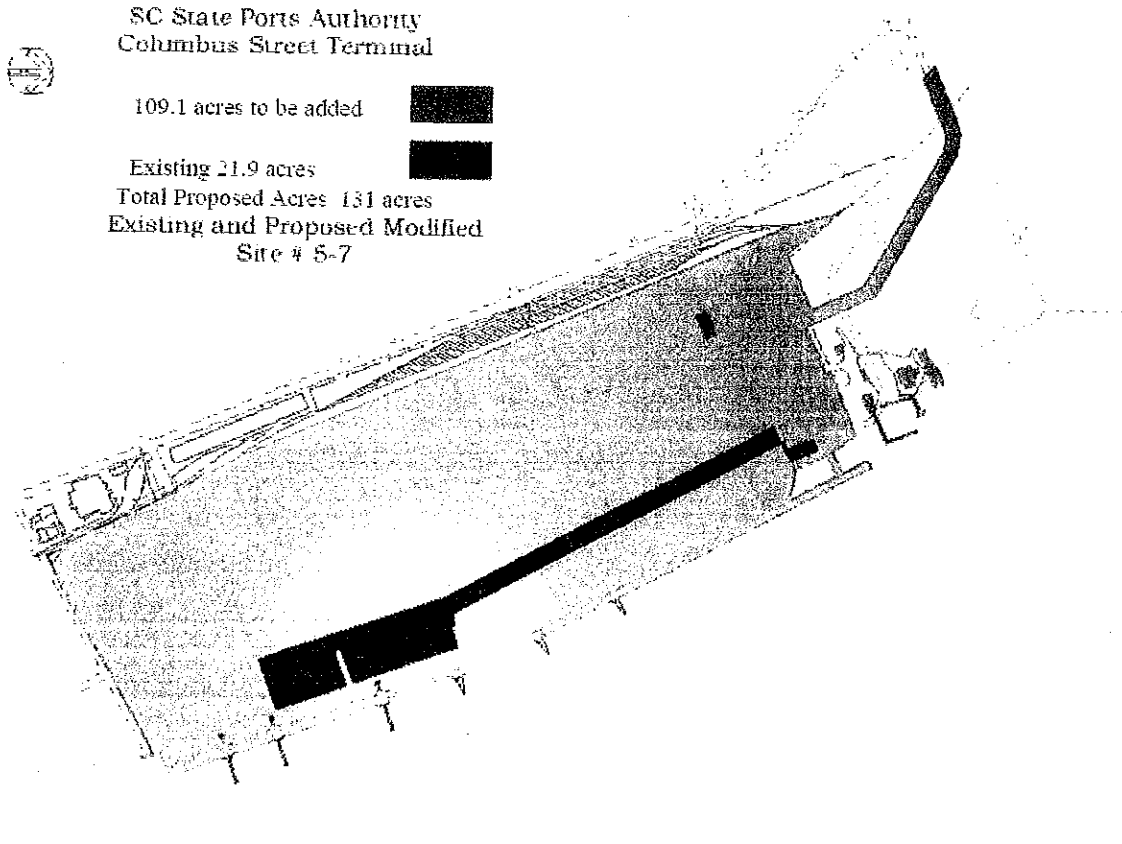 SC State Ports Authority
Columbus Street Terminal
109.1 acres to be added
Existing 21.9 acres
Total Proposed Acres 131 acres
Existing and Proposed Modified
Site # 5-7